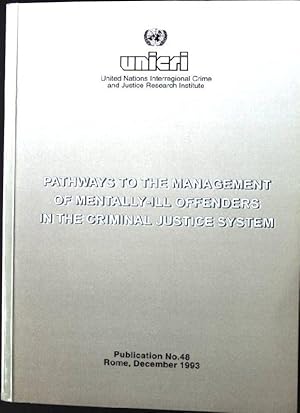 unicri
United Nations Interregional Crime
and Justice Research Institute
PATHWAYS TO THE MANAGEMENT
OF MENTALLY-ILL OFFENDERS
IN THE CRIMINAL JUSTICE SYSTEM
Publication No.48
Rome, December 1993